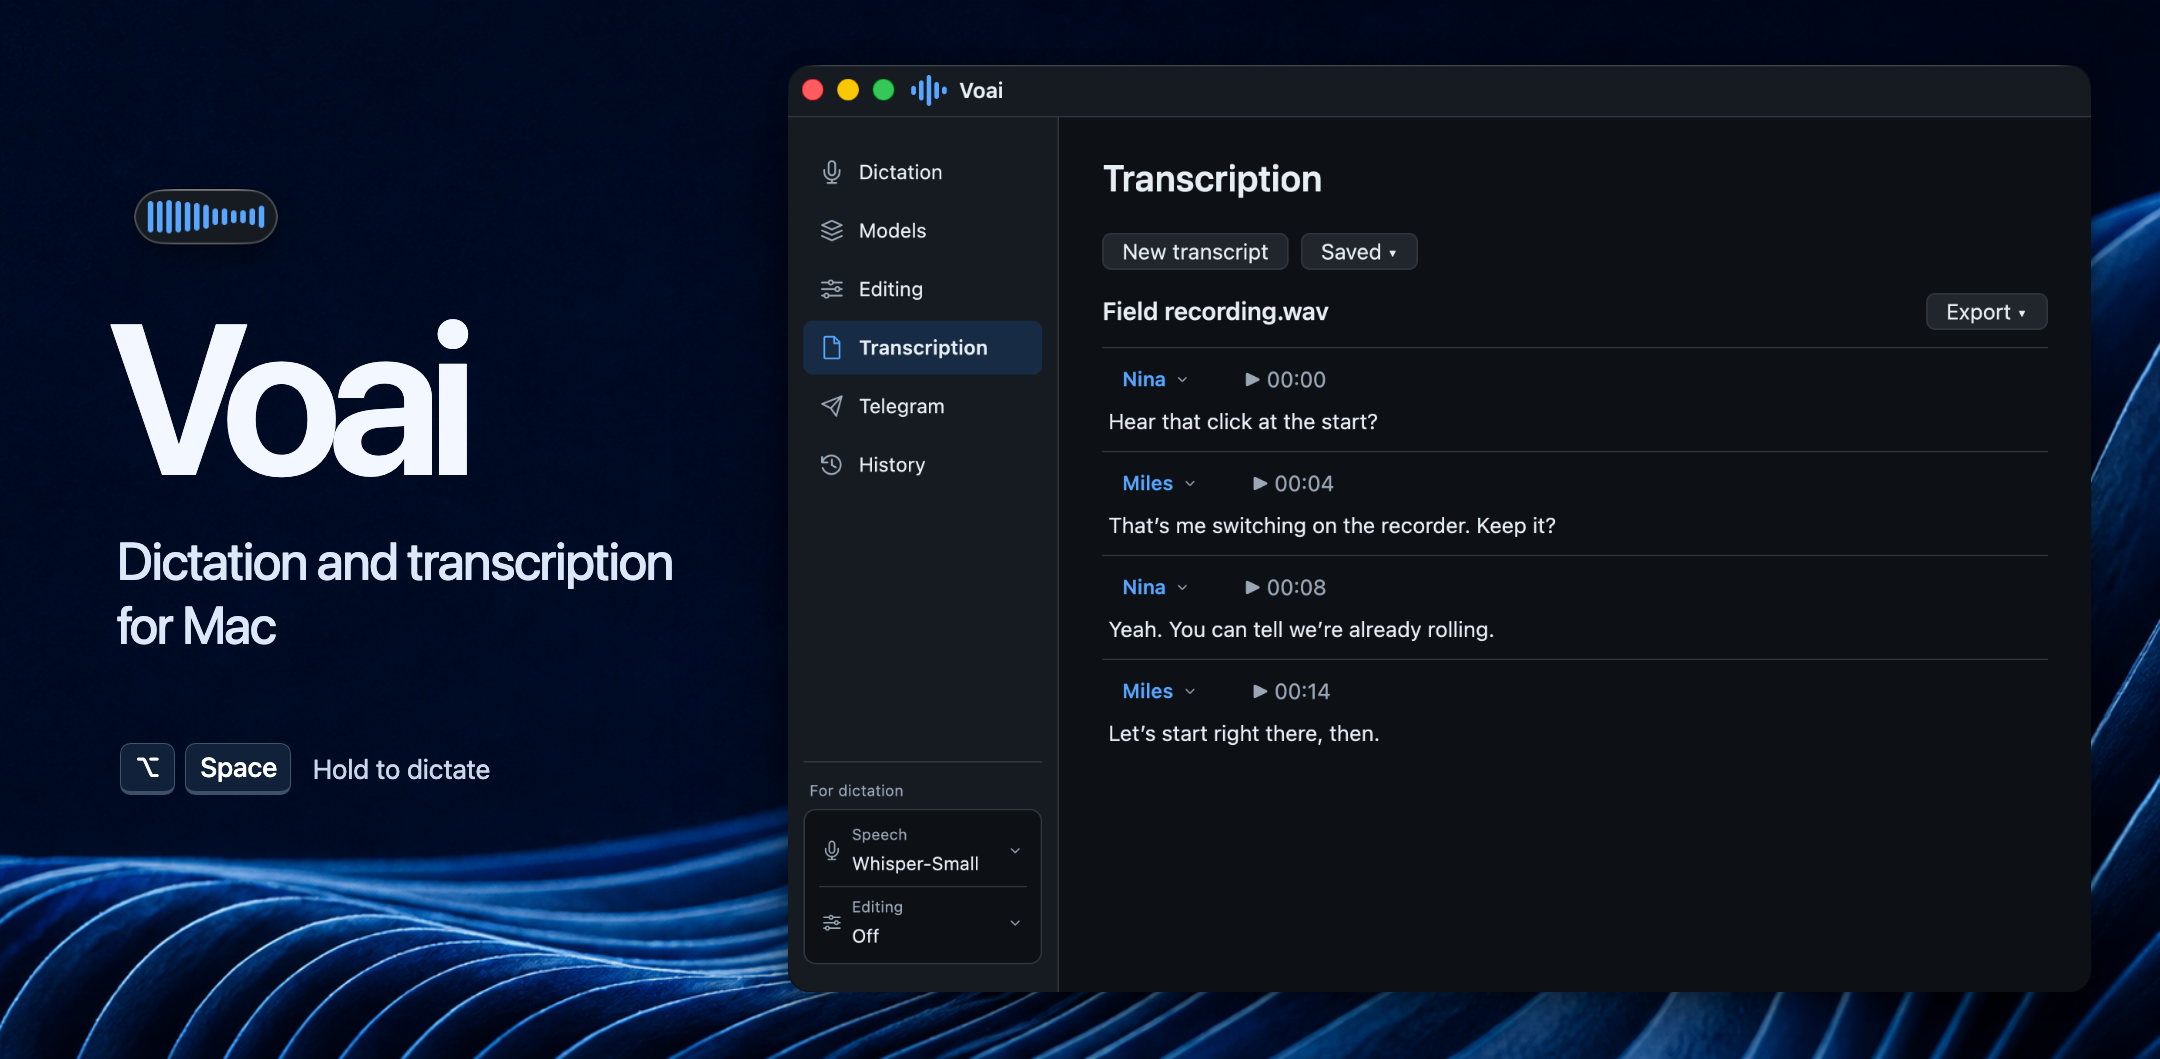 Voai
Dictation and transcription
for Mac
⌥ Space Hold to dictate
Voai
Dictation
Models
Editing
Transcription
Telegram
History
For dictation
Speech
Whisper-Small
Editing
Off
Transcription
New transcript Saved ▾
Field recording.wav Export ▾
Nina ▶ 00:00
Hear that click at the start?
Miles ▶ 00:04
That’s me switching on the recorder. Keep it?
Nina ▶ 00:08
Yeah. You can tell we’re already rolling.
Miles ▶ 00:14
Let’s start right there, then.